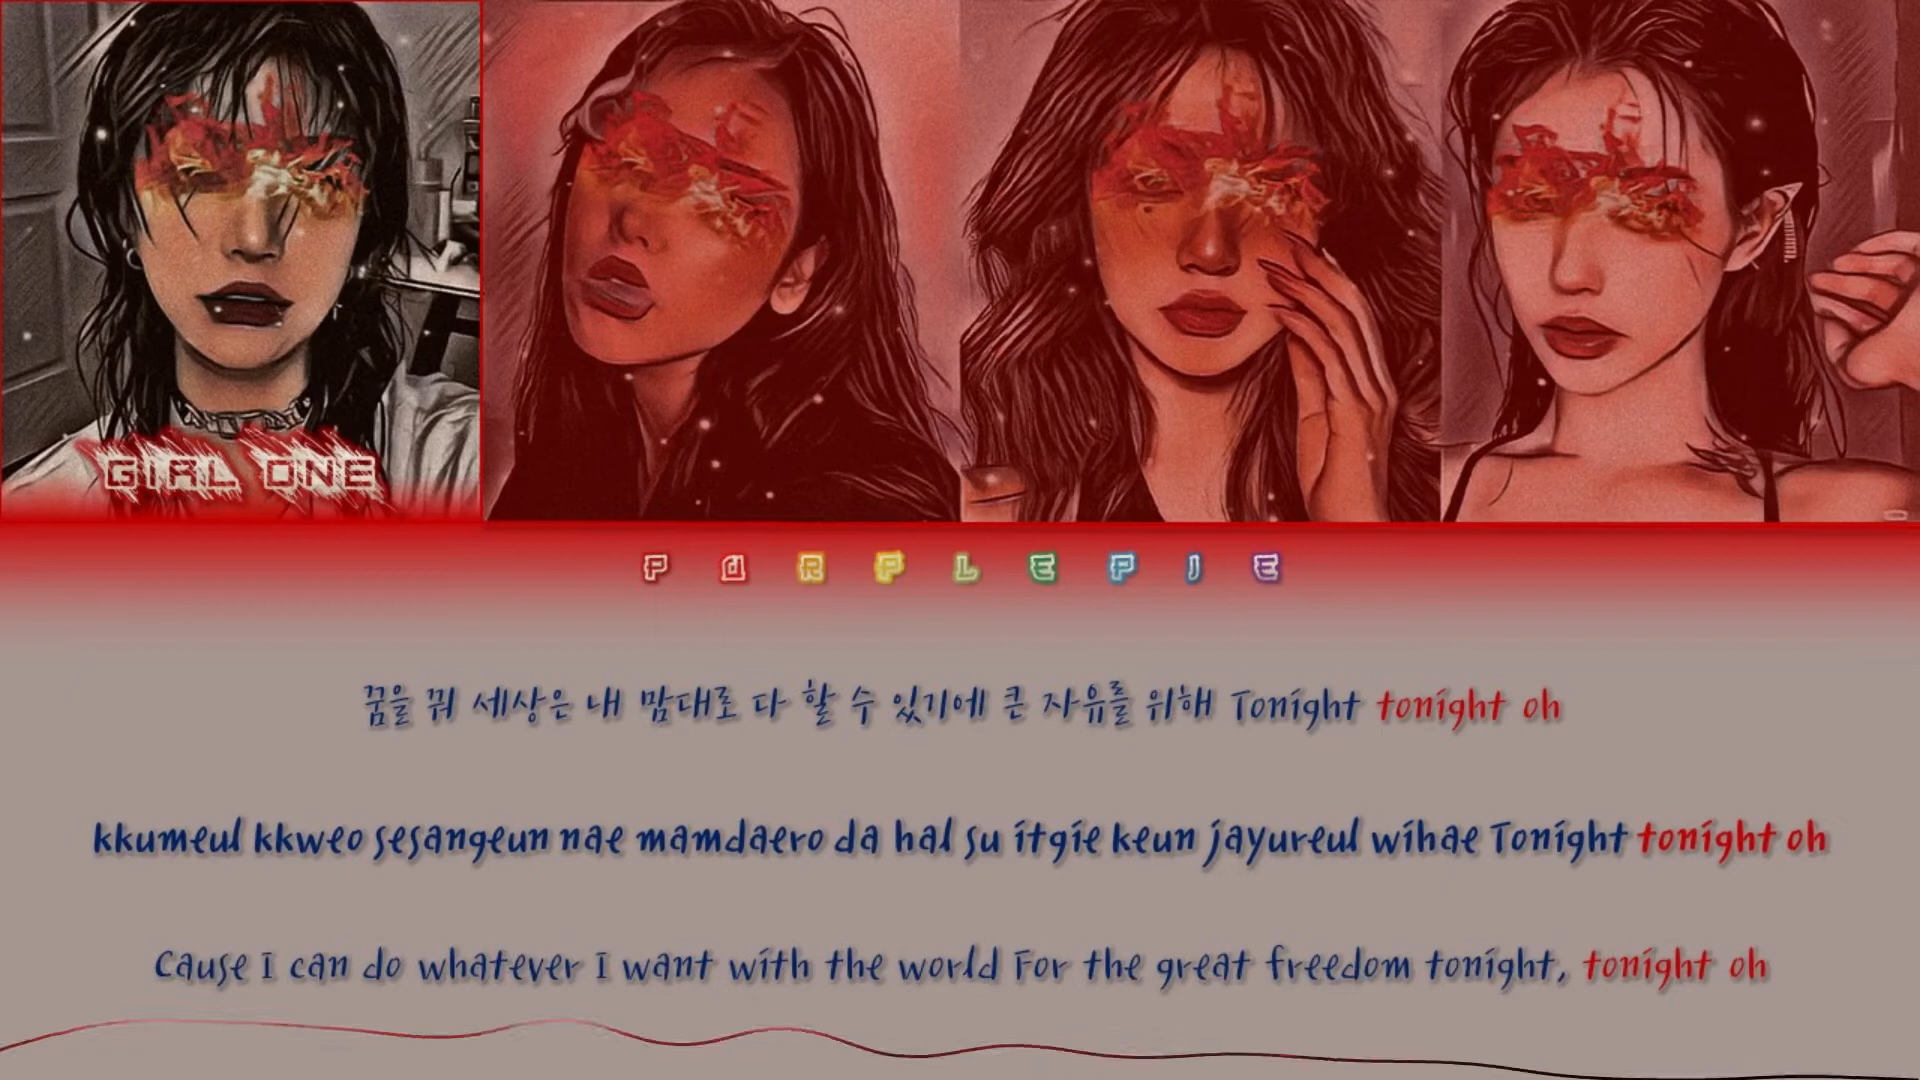 GIRL ONE
PdRPLEPIE
꿈을 꿔 세상은 내 맘대로 다 할 수 있기에 큰 자유를 위해 Tonight tonight oh
kkumeul kkweo sesangeun nae mamdaero da hal su itgie keun jayureul wihae Tonight tonight oh
Cause I can do whatever I want with the world For the great freedom tonight, tonight oh